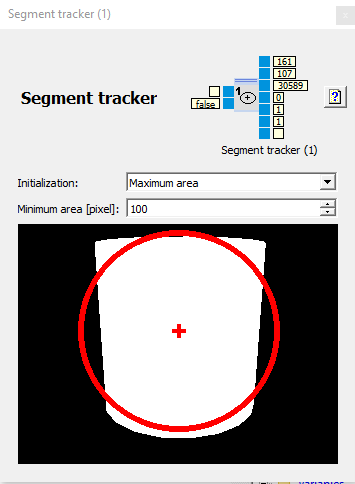 Segment tracker (1)
x
161
107
30589
0
1
1
1
false
Segment tracker
?
Segment tracker (1)
Initialization:
Maximum area
Minimum area [pixel]:
100